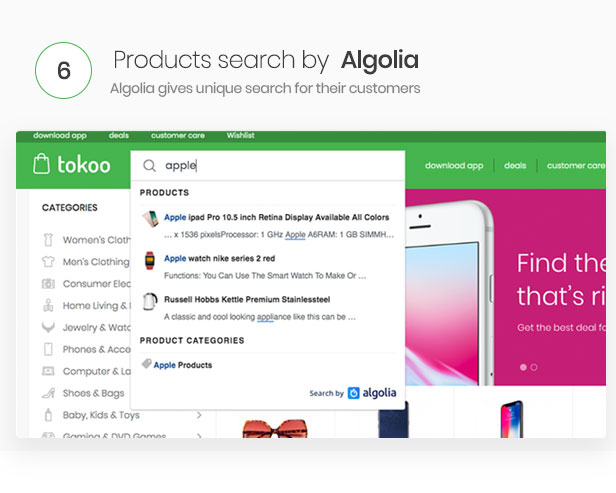 6
Products search by Algolia
Algolia gives unique search for their customers
download app deals customer care Wishlist
tokoo
apple
download app deals customer care
PRODUCTS
Apple ipad Pro 10.5 inch Retina Display Available All Colors
... x 1536 pixelsProcessor: 1 GHz Apple A6RAM: 1 GB SIMMH...
Apple watch nike series 2 red
Functions: You Can Use The Smart Watch To Make Or ...
Russell Hobbs Kettle Premium Stainlessteel
A classic and cool looking appliance like this can be ...
PRODUCT CATEGORIES
Apple Products
Search by algolia
CATEGORIES
Women's Cloth
Men's Clothing
Consumer Elec
Home Living &
Jewelry & Watc
Phones & Acce
Computer & La
Shoes & Bags
Baby, Kids & Toys
Gaming & DVD Games
Find the
that's ri
Get the best deal fo